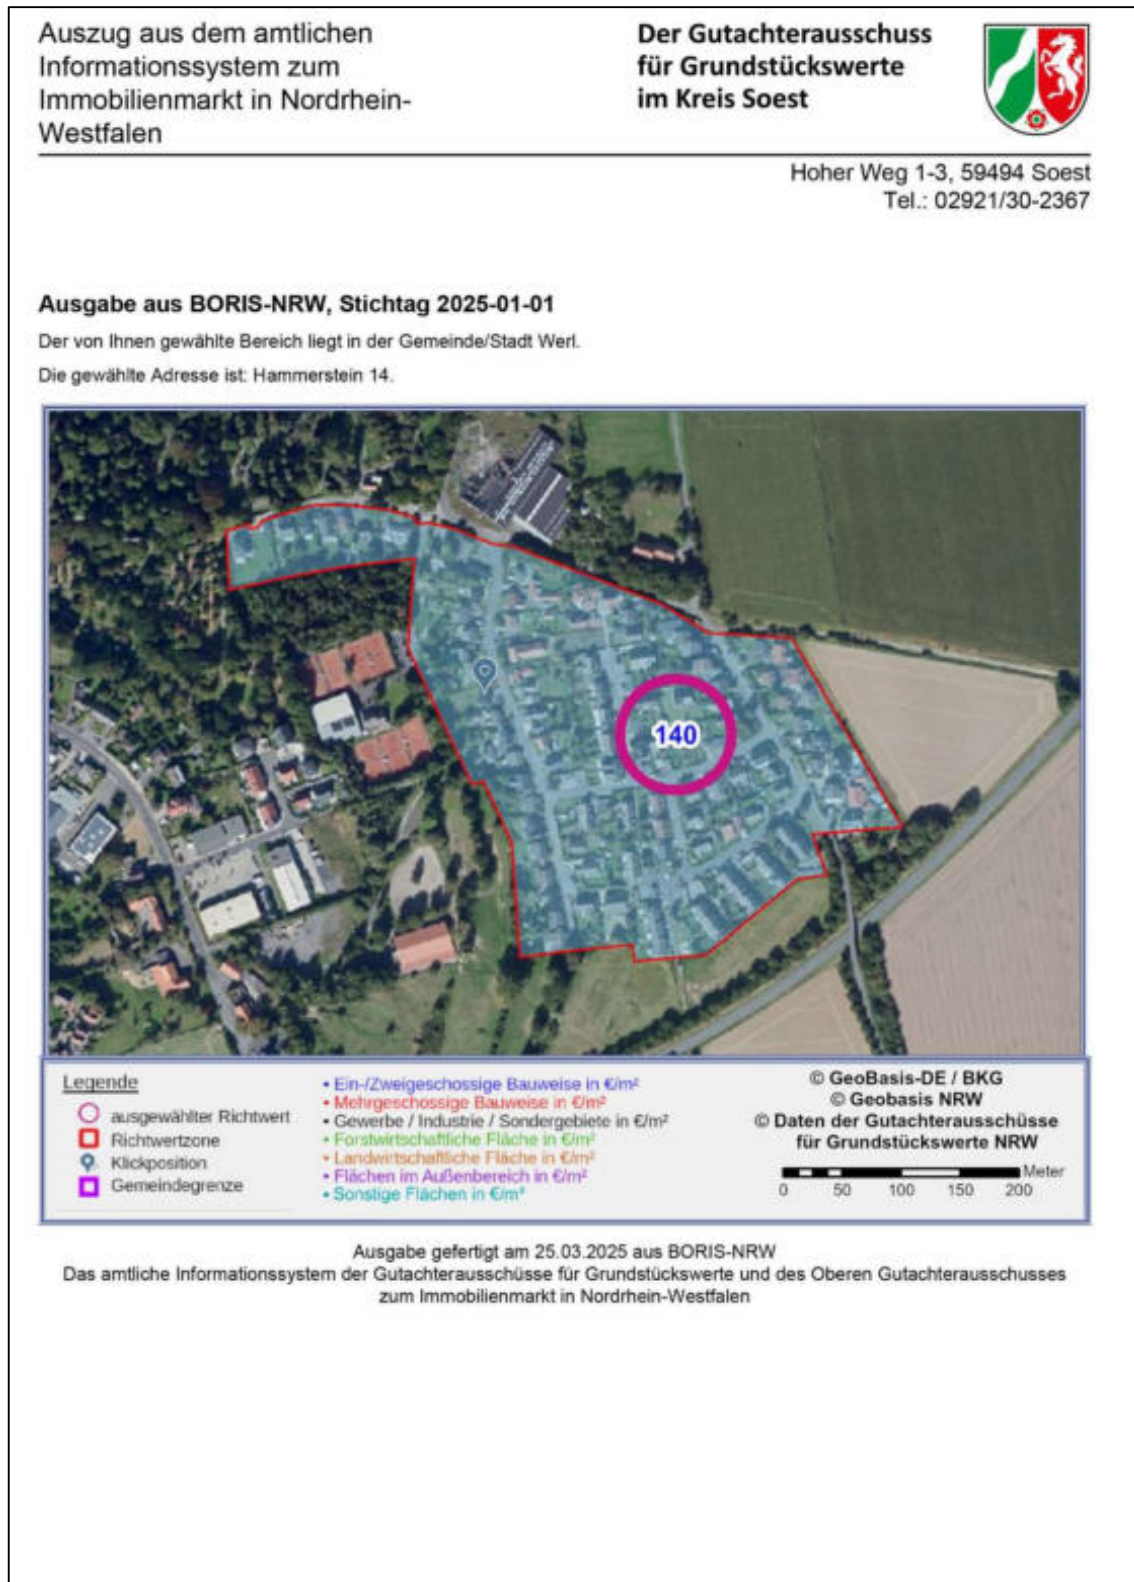 Auszug aus dem amtlichen
Informationssystem zum
Immobilienmarkt in Nordrhein-
Westfalen
Der Gutachterausschuss
für Grundstückswerte
im Kreis Soest
Hoher Weg 1-3, 59494 Soest
Tel.: 02921/30-2367
Ausgabe aus BORIS-NRW, Stichtag 2025-01-01
Der von Ihnen gewählte Bereich liegt in der Gemeinde/Stadt Werl.
Die gewählte Adresse ist: Hammerstein 14.
140
Legende
ausgewählter Richtwert
Richtwertzone
Klickposition
Gemeindegrenze
• Ein-/Zweigeschossige Bauweise in €/m²
• Mehrgeschossige Bauweise in €/m²
• Gewerbe / Industrie / Sondergebiete in €/m²
• Forstwirtschaftliche Fläche in €/m²
• Landwirtschaftliche Fläche in €/m²
• Flächen im Außenbereich in €/m²
• Sonstige Flächen in €/m²
© GeoBasis-DE / BKG
© Geobasis NRW
© Daten der Gutachterausschüsse
für Grundstückswerte NRW
Meter
0 50 100 150 200
Ausgabe gefertigt am 25.03.2025 aus BORIS-NRW
Das amtliche Informationssystem der Gutachterausschüsse für Grundstückswerte und des Oberen Gutachterausschusses
zum Immobilienmarkt in Nordrhein-Westfalen